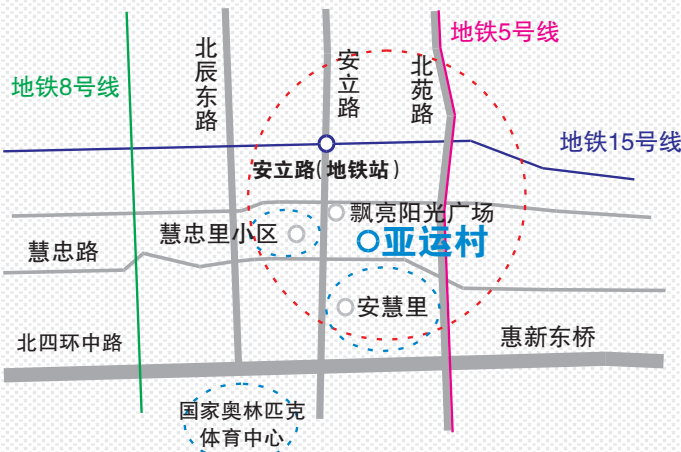 地铁5号线
北辰东路
安立路
北苑路
地铁8号线
地铁15号线
安立路(地铁站)
飘亮阳光广场
慧忠里小区
亚运村
慧忠路
安慧里
北四环中路
惠新东桥
国家奥林匹克
体育中心